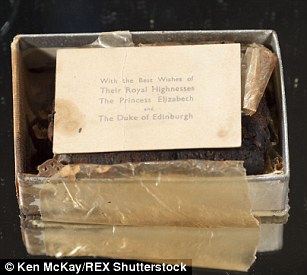 With the Best Wishes of
Their Royal Highnesses
The Princess Elizabeth
and
The Duke of Edinburgh
© Ken McKay/REX Shutterstock